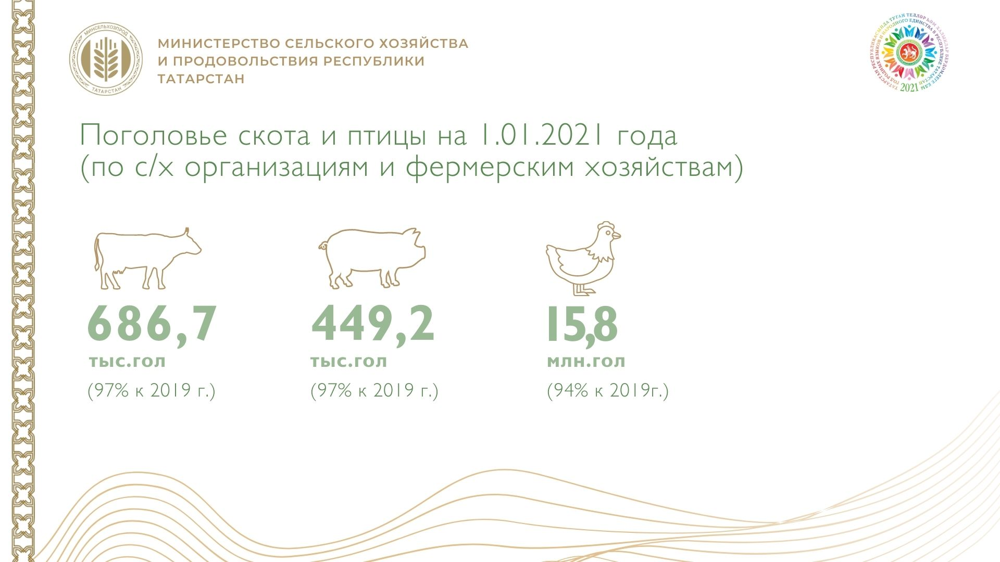 МИНСЕЛЬХОЗПРОД
ТАТАРСТАН
МИНИСТЕРСТВО СЕЛЬСКОГО ХОЗЯЙСТВА
И ПРОДОВОЛЬСТВИЯ РЕСПУБЛИКИ
ТАТАРСТАН
ТАТАРСТАН РЕСПУБЛИКАСЫНДА ТУГАН ТЕЛЛӘР ҺӘМ ХАЛЫКЛАР БЕРДӘМЛЕГЕ ЕЛЫ
ГОД РОДНЫХ ЯЗЫКОВ И НАРОДНОГО ЕДИНСТВА В РЕСПУБЛИКЕ ТАТАРСТАН
2021
Поголовье скота и птицы на 1.01.2021 года
(по с/х организациям и фермерским хозяйствам)
686,7
тыс.гол
(97% к 2019 г.)
449,2
тыс.гол
(97% к 2019 г.)
15,8
млн.гол
(94% к 2019г.)